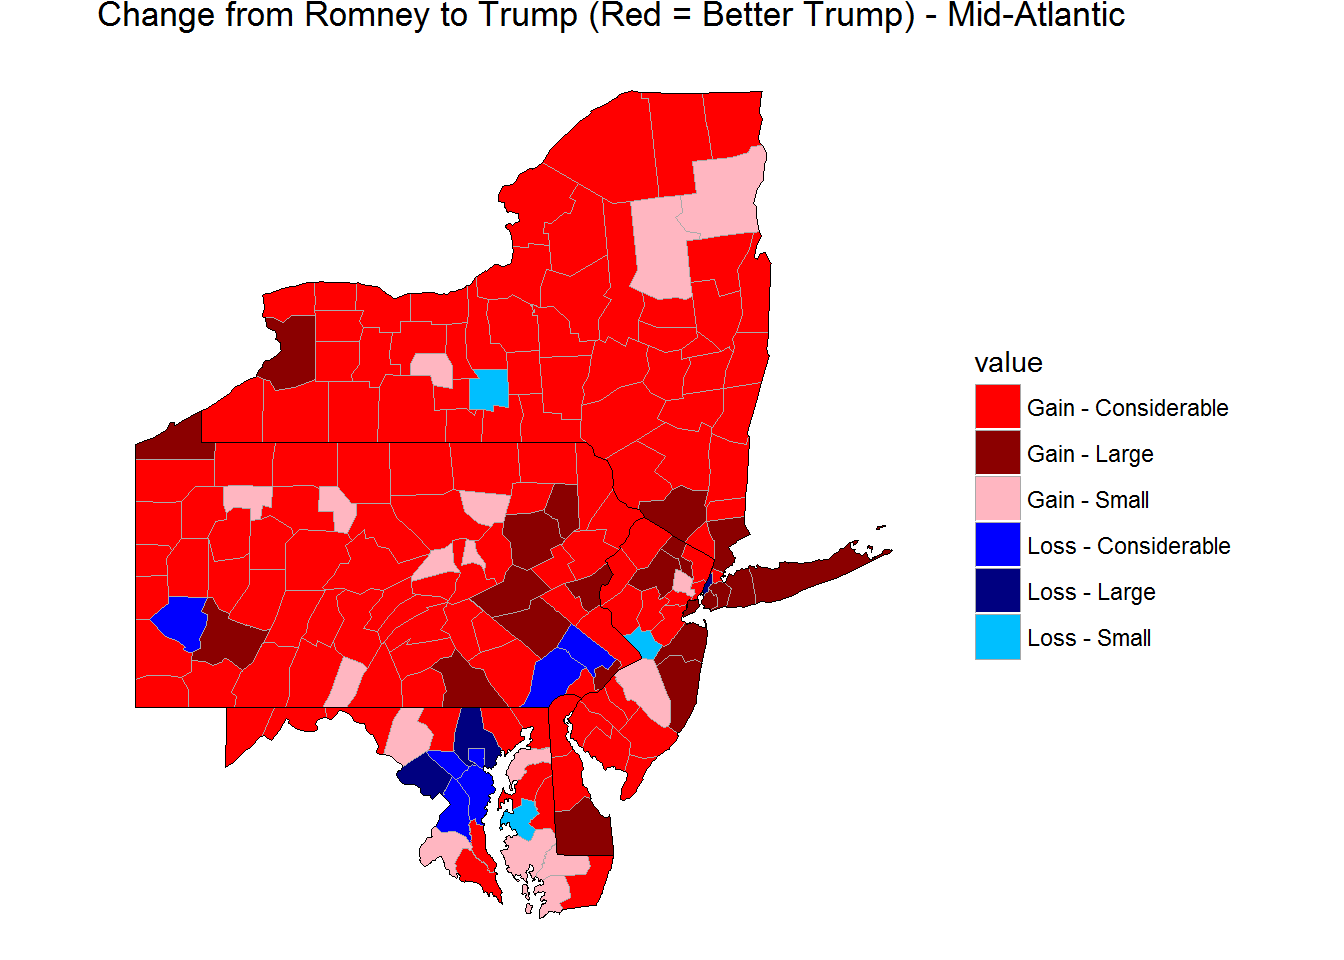 Change from Romney to Trump (Red = Better Trump) - Mid-Atlantic
value
Gain - Considerable
Gain - Large
Gain - Small
Loss - Considerable
Loss - Large
Loss - Small